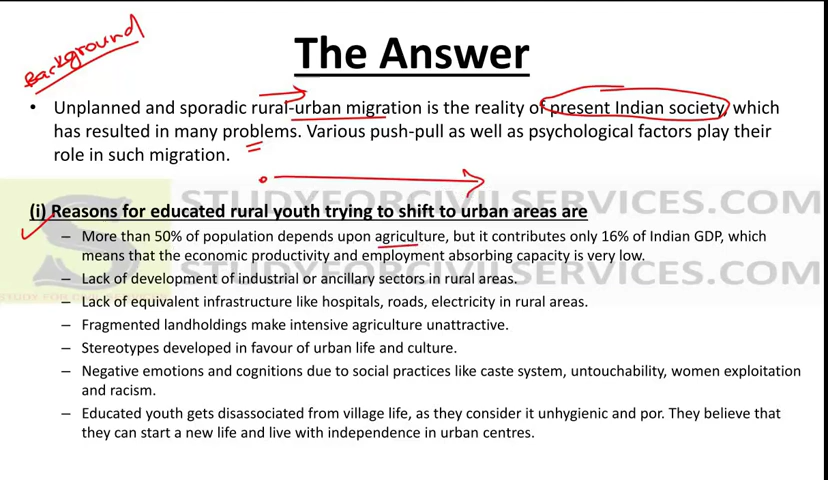 Background
The Answer
• Unplanned and sporadic rural-urban migration is the reality of present Indian society, which
has resulted in many problems. Various push-pull as well as psychological factors play their
role in such migration.
STUDYFORCIVILSERVICES.COM
(i) Reasons for educated rural youth trying to shift to urban areas are
– More than 50% of population depends upon agriculture, but it contributes only 16% of Indian GDP, which
means that the economic productivity and employment absorbing capacity is very low.
STUDYFORCIVILSERVICES.COM
– Lack of development of industrial or ancillary sectors in rural areas.
– Lack of equivalent infrastructure like hospitals, roads, electricity in rural areas.
– Fragmented landholdings make intensive agriculture unattractive.
– Stereotypes developed in favour of urban life and culture.
– Negative emotions and cognitions due to social practices like caste system, untouchability, women exploitation
and racism.
– Educated youth gets disassociated from village life, as they consider it unhygienic and por. They believe that
they can start a new life and live with independence in urban centres.